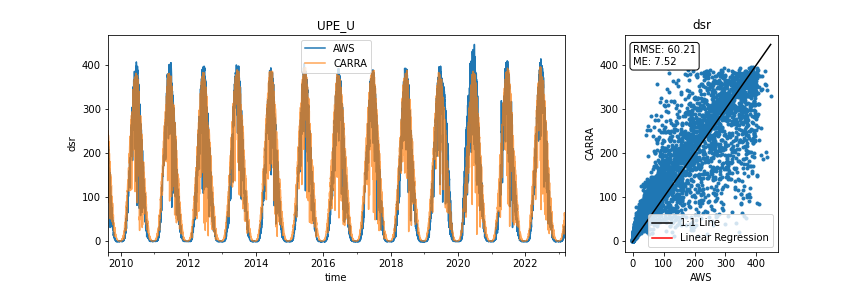 UPE_U
dsr
400
300
200
100
0
2010
2012
2014
2016
2018
2020
2022
time
AWS
CARRA
dsr
RMSE: 60.21
ME: 7.52
CARRA
400
300
200
100
0
0
100
200
300
400
AWS
1:1 Line
Linear Regression